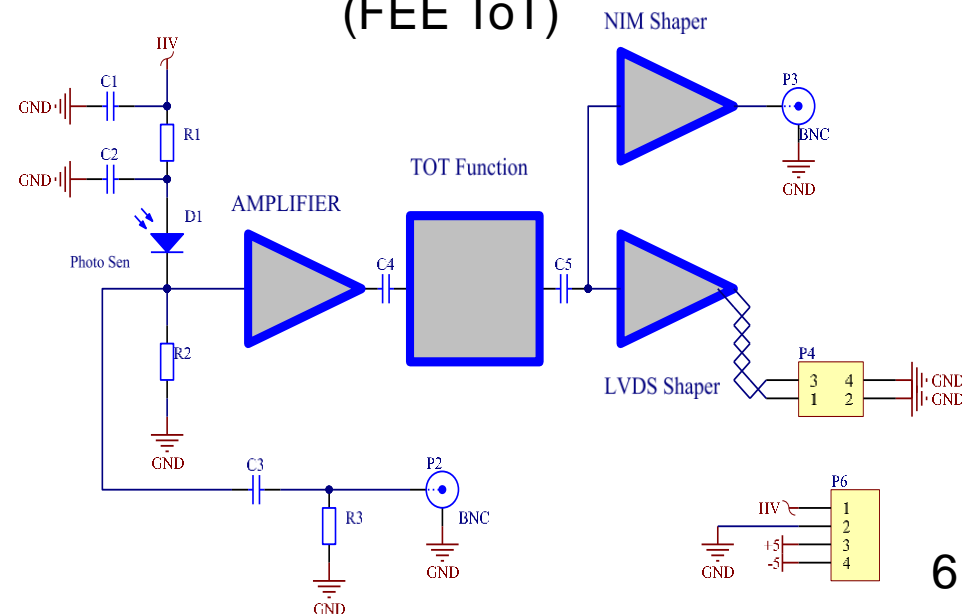 (FEE ToT)
NIM Shaper
HV
C1
GND
R1
P3
BNC
GND
C2
GND
TOT Function
D1
AMPLIFIER
Photo Sen
C4
C5
R2
GND
LVDS Shaper
P4
3 4
1 2
GND
GND
C3
P2
R3
BNC
GND
GND
P6
HV
1
2
+5
3
-5
4
GND
6